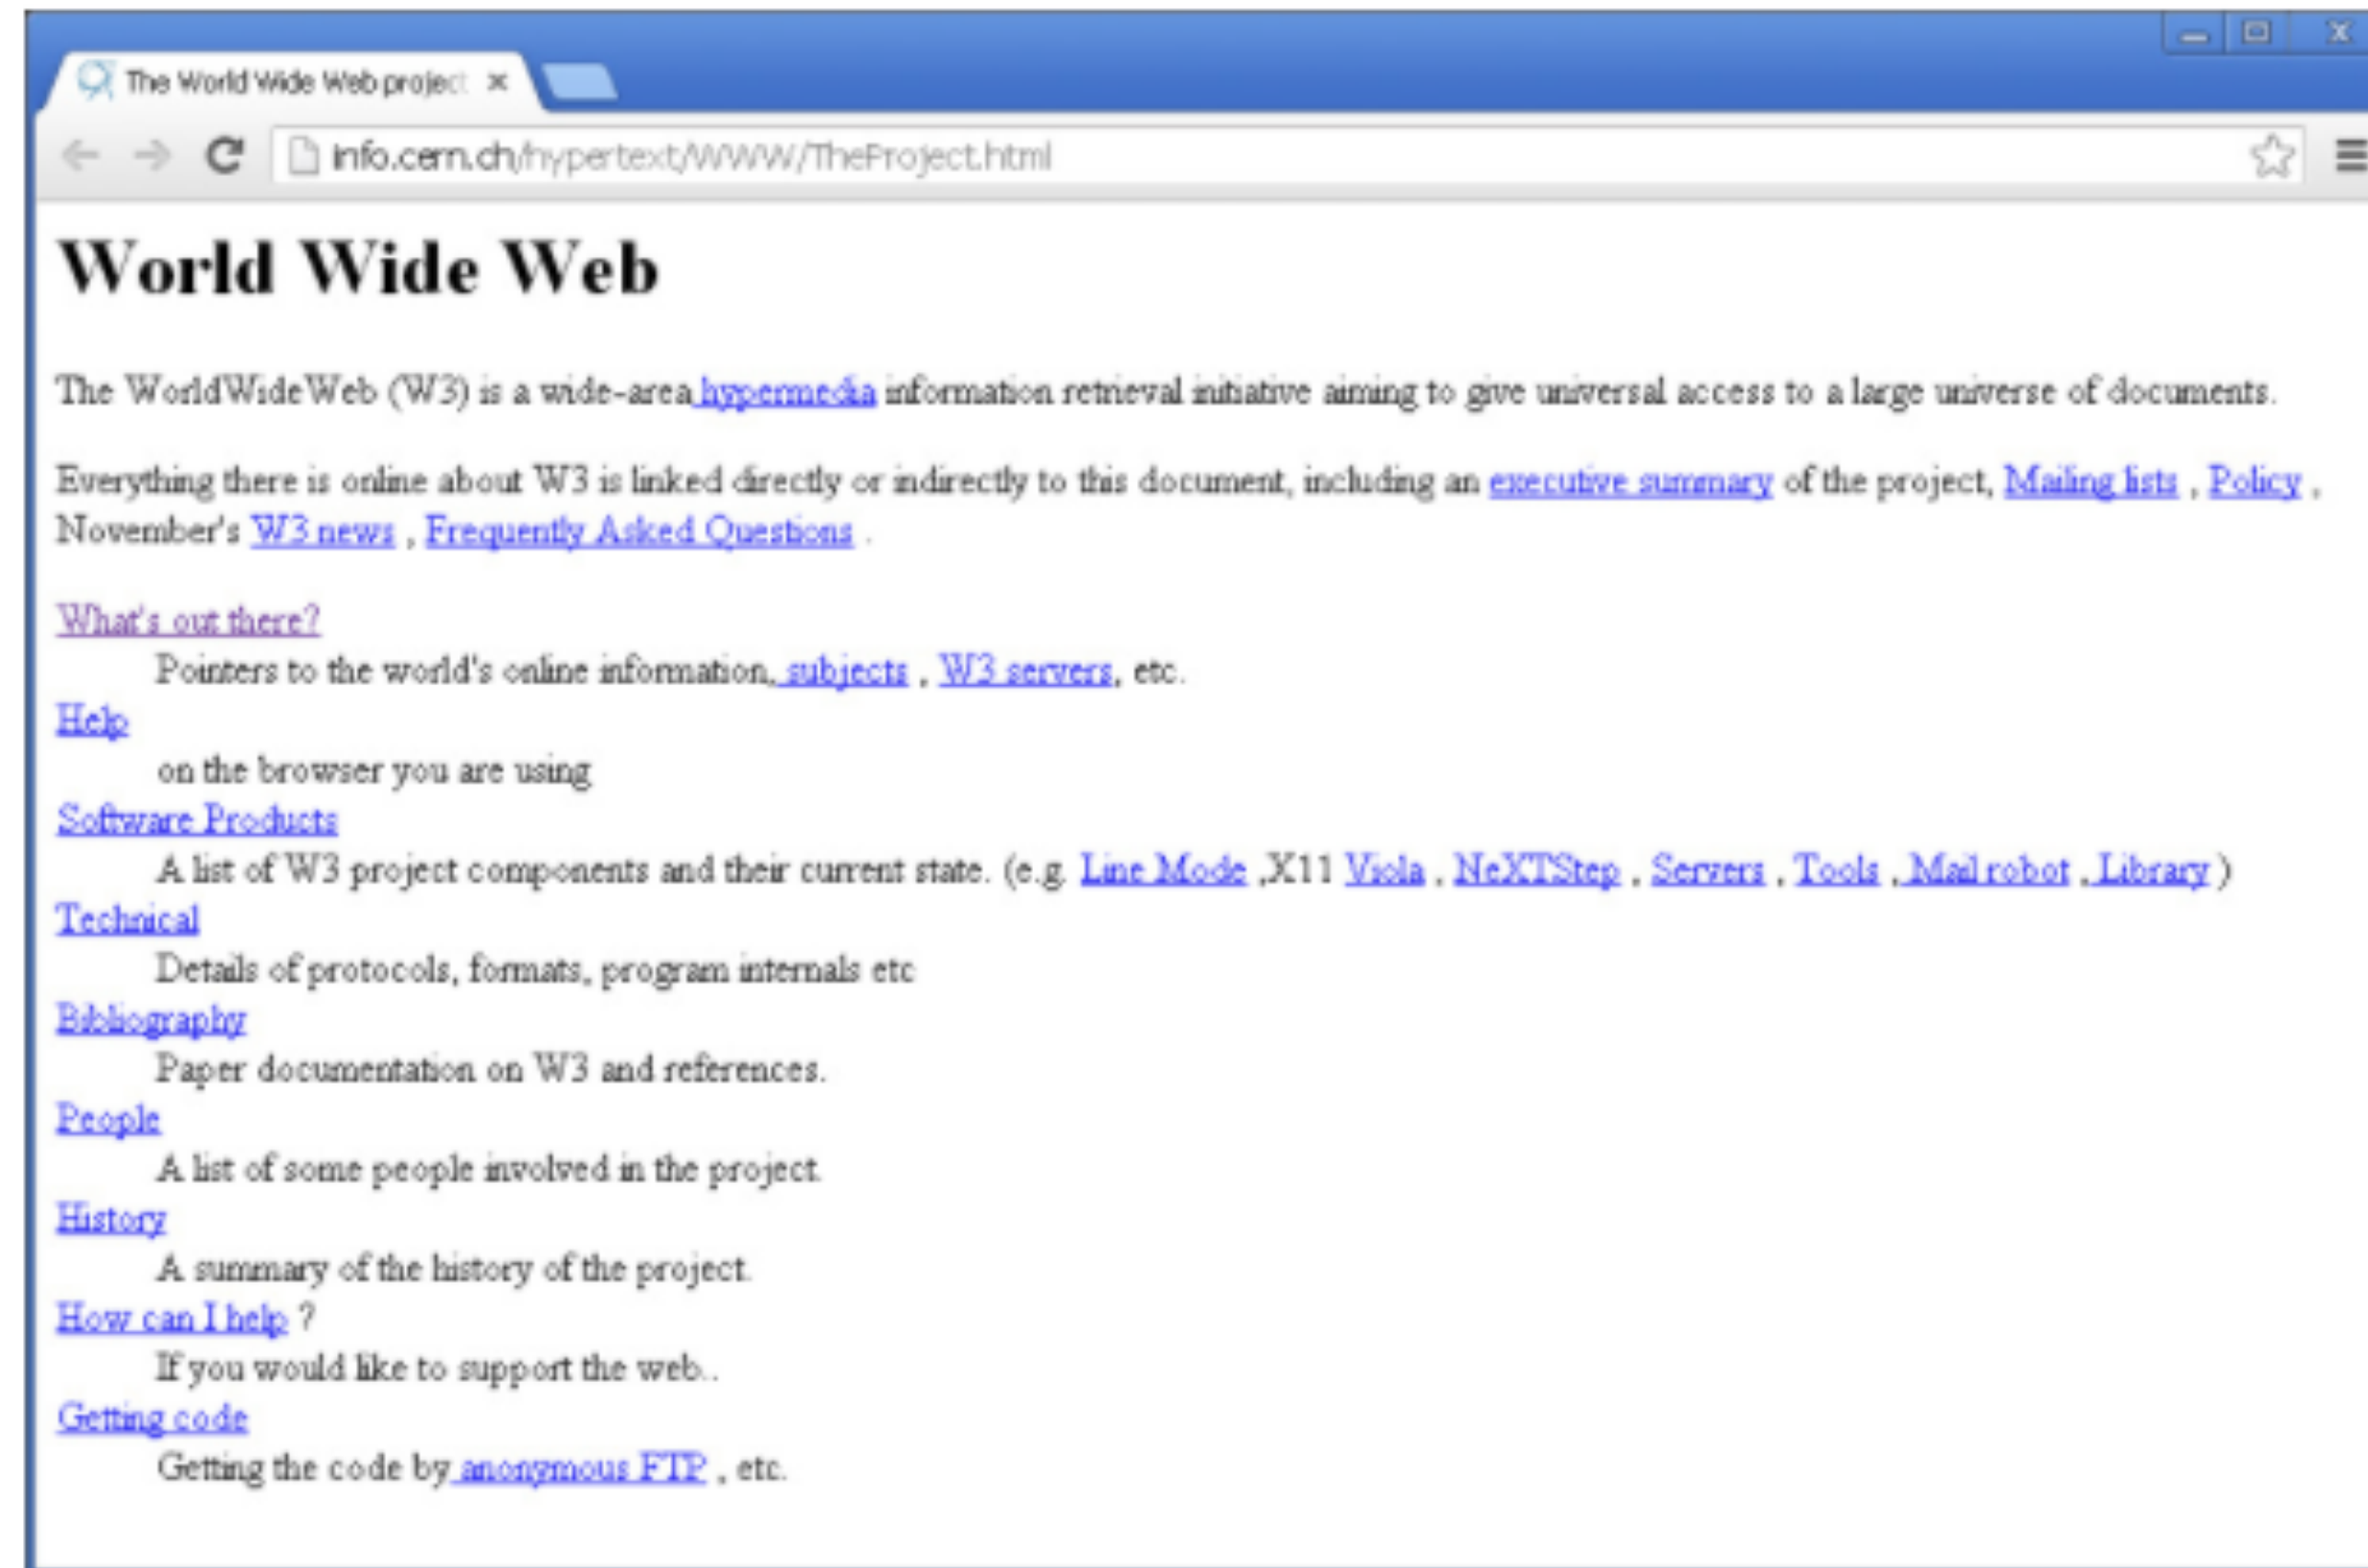 The World Wide Web project
info.cern.ch/hypertext/WWW/TheProject.html
World Wide Web
The WorldWideWeb (W3) is a wide-area hypermedia information retrieval initiative aiming to give universal access to a large universe of documents.
Everything there is online about W3 is linked directly or indirectly to this document, including an executive summary of the project, Mailing lists , Policy ,
November's W3 news , Frequently Asked Questions .
What's out there?
Pointers to the world's online information, subjects , W3 servers, etc.
Help
on the browser you are using
Software Products
A list of W3 project components and their current state. (e.g. Line Mode ,X11 Viola , NeXTStep , Servers , Tools , Mail robot , Library )
Technical
Details of protocols, formats, program internals etc
Bibliography
Paper documentation on W3 and references.
People
A list of some people involved in the project.
History
A summary of the history of the project.
How can I help ?
If you would like to support the web..
Getting code
Getting the code by anonymous FTP , etc.